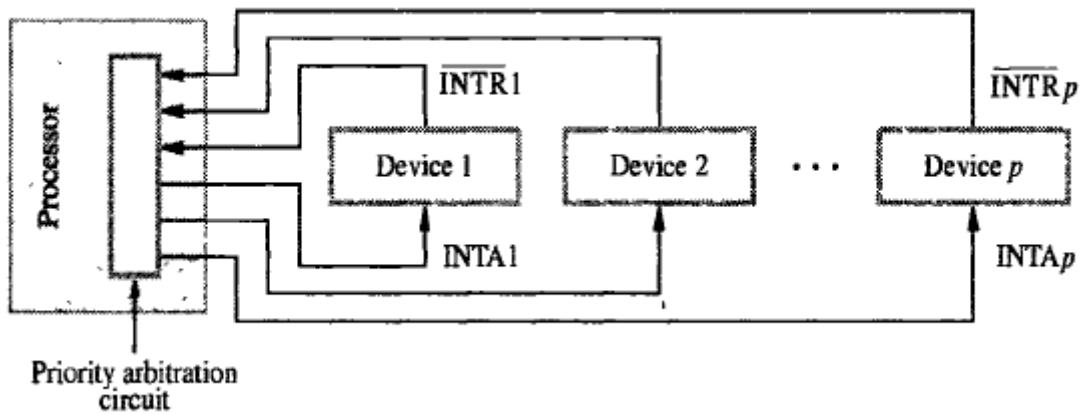 Processor
INTR1
INTRp
Device 1
Device 2
...
Device p
INTA1
INTAp
Priority arbitration
circuit